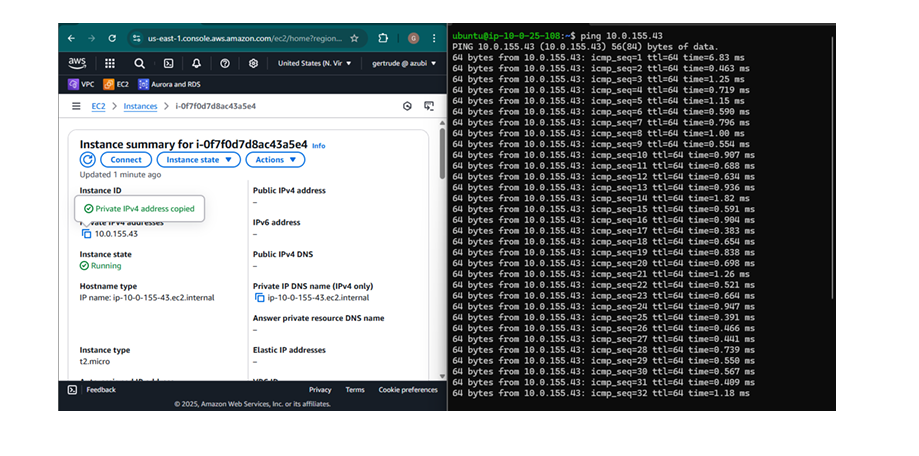 us-east-1.console.aws.amazon.com/ec2/home?region...
G
aws
United States (N. Vir
gertrude @ azubi
VPC
EC2
Aurora and RDS
EC2 > Instances > i-0f7f0d7d8ac43a5e4
Instance summary for i-0f7f0d7d8ac43a5e4 Info
Connect
Instance state
Actions
Updated 1 minute ago
Instance ID
Private IPv4 address copied
Private IPv4 addresses
10.0.155.43
Instance state
Running
Hostname type
IP name: ip-10-0-155-43.ec2.internal
Instance type
t2.micro
Public IPv4 address
–
IPv6 address
–
Public IPv4 DNS
–
Private IP DNS name (IPv4 only)
ip-10-0-155-43.ec2.internal
Answer private resource DNS name
–
Elastic IP addresses
–
Feedback
Privacy
Terms
Cookie preferences
© 2025, Amazon Web Services, Inc. or its affiliates.
ubuntu@ip-10-0-25-108:~$ ping 10.0.155.43
PING 10.0.155.43 (10.0.155.43) 56(84) bytes of data.
64 bytes from 10.0.155.43: icmp_seq=1 ttl=64 time=6.83 ms
64 bytes from 10.0.155.43: icmp_seq=2 ttl=64 time=0.463 ms
64 bytes from 10.0.155.43: icmp_seq=3 ttl=64 time=1.25 ms
64 bytes from 10.0.155.43: icmp_seq=4 ttl=64 time=0.719 ms
64 bytes from 10.0.155.43: icmp_seq=5 ttl=64 time=1.15 ms
64 bytes from 10.0.155.43: icmp_seq=6 ttl=64 time=0.590 ms
64 bytes from 10.0.155.43: icmp_seq=7 ttl=64 time=0.796 ms
64 bytes from 10.0.155.43: icmp_seq=8 ttl=64 time=1.00 ms
64 bytes from 10.0.155.43: icmp_seq=9 ttl=64 time=0.554 ms
64 bytes from 10.0.155.43: icmp_seq=10 ttl=64 time=0.907 ms
64 bytes from 10.0.155.43: icmp_seq=11 ttl=64 time=0.688 ms
64 bytes from 10.0.155.43: icmp_seq=12 ttl=64 time=0.634 ms
64 bytes from 10.0.155.43: icmp_seq=13 ttl=64 time=0.936 ms
64 bytes from 10.0.155.43: icmp_seq=14 ttl=64 time=1.82 ms
64 bytes from 10.0.155.43: icmp_seq=15 ttl=64 time=0.591 ms
64 bytes from 10.0.155.43: icmp_seq=16 ttl=64 time=0.904 ms
64 bytes from 10.0.155.43: icmp_seq=17 ttl=64 time=0.383 ms
64 bytes from 10.0.155.43: icmp_seq=18 ttl=64 time=0.654 ms
64 bytes from 10.0.155.43: icmp_seq=19 ttl=64 time=0.838 ms
64 bytes from 10.0.155.43: icmp_seq=20 ttl=64 time=0.698 ms
64 bytes from 10.0.155.43: icmp_seq=21 ttl=64 time=1.26 ms
64 bytes from 10.0.155.43: icmp_seq=22 ttl=64 time=0.521 ms
64 bytes from 10.0.155.43: icmp_seq=23 ttl=64 time=0.664 ms
64 bytes from 10.0.155.43: icmp_seq=24 ttl=64 time=0.947 ms
64 bytes from 10.0.155.43: icmp_seq=25 ttl=64 time=0.391 ms
64 bytes from 10.0.155.43: icmp_seq=26 ttl=64 time=0.466 ms
64 bytes from 10.0.155.43: icmp_seq=27 ttl=64 time=0.441 ms
64 bytes from 10.0.155.43: icmp_seq=28 ttl=64 time=0.739 ms
64 bytes from 10.0.155.43: icmp_seq=29 ttl=64 time=0.550 ms
64 bytes from 10.0.155.43: icmp_seq=30 ttl=64 time=0.567 ms
64 bytes from 10.0.155.43: icmp_seq=31 ttl=64 time=0.409 ms
64 bytes from 10.0.155.43: icmp_seq=32 ttl=64 time=1.18 ms